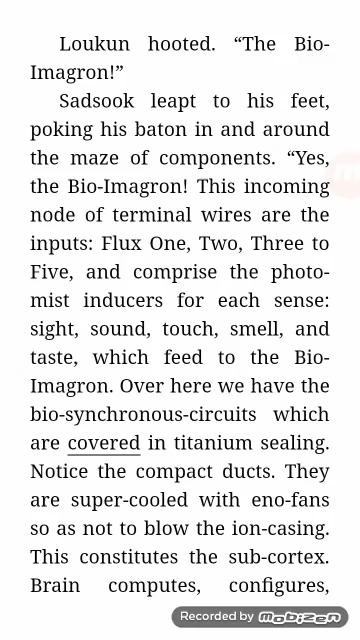 Loukun hooted. “The Bio-
Imagron!”
Sadsook leapt to his feet,
poking his baton in and around
the maze of components. “Yes,
the Bio-Imagron! This incoming
node of terminal wires are the
inputs: Flux One, Two, Three to
Five, and comprise the photo-
mist inducers for each sense:
sight, sound, touch, smell, and
taste, which feed to the Bio-
Imagron. Over here we have the
bio-synchronous-circuits which
are covered in titanium sealing.
Notice the compact ducts. They
are super-cooled with eno-fans
so as not to blow the ion-casing.
This constitutes the sub-cortex.
Brain computes, configures,
Recorded by mobizen